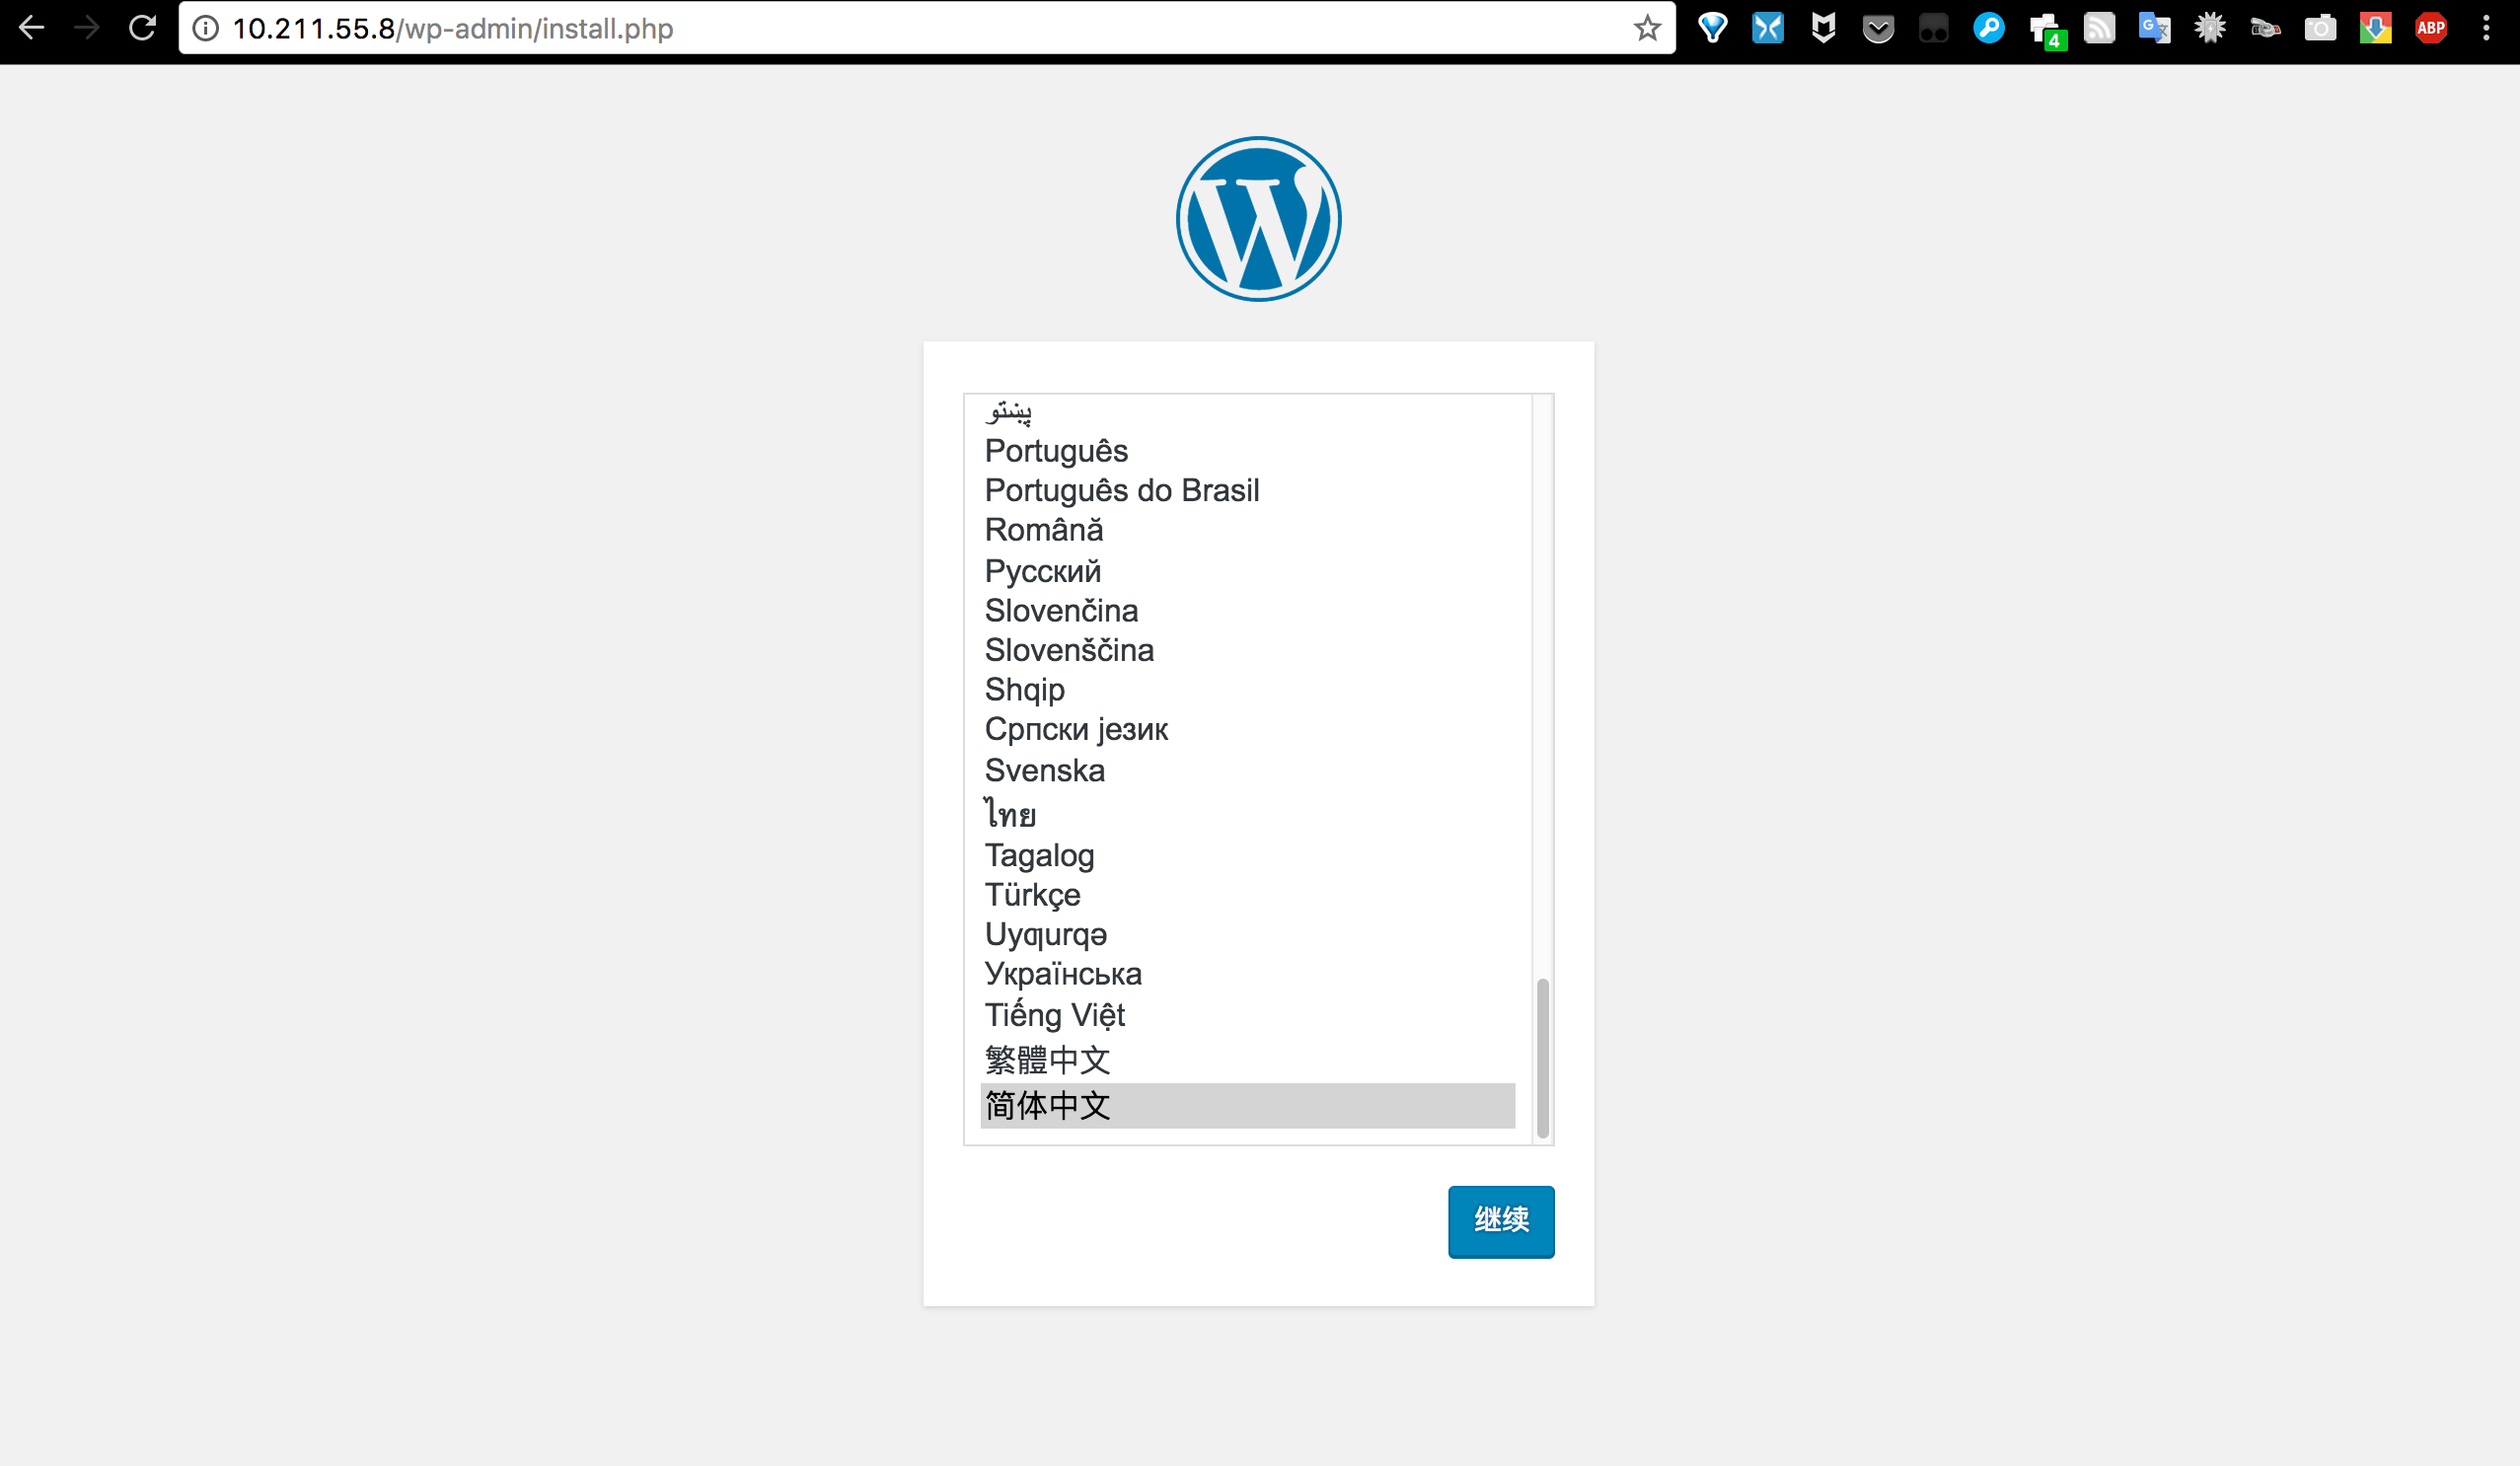 10.211.55.8/wp-admin/install.php
4
ABP
پښتو
Português
Português do Brasil
Română
Русский
Slovenčina
Slovenščina
Shqip
Српски језик
Svenska
ไทย
Tagalog
Türkçe
Uyƣurqə
Українська
Tiếng Việt
繁體中文
简体中文
继续